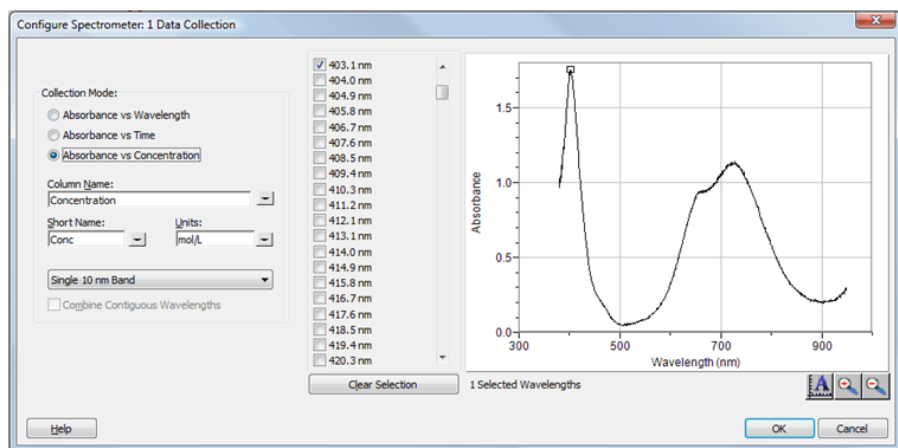 Configure Spectrometer: 1 Data Collection
Collection Mode:
Absorbance vs Wavelength
Absorbance vs Time
Absorbance vs Concentration
Column Name:
Concentration
Short Name:
Units:
Conc
mol/L
Single 10 nm Band
Combine Contiguous Wavelengths
403.1 nm
404.0 nm
404.9 nm
405.8 nm
406.7 nm
407.6 nm
408.5 nm
409.4 nm
410.3 nm
411.2 nm
412.1 nm
413.1 nm
414.0 nm
414.9 nm
415.8 nm
416.7 nm
417.6 nm
418.5 nm
419.4 nm
420.3 nm
Clear Selection
Absorbance
1.5
1.0
0.5
0.0
300
500
700
900
Wavelength (nm)
1 Selected Wavelengths
A
Help
OK
Cancel